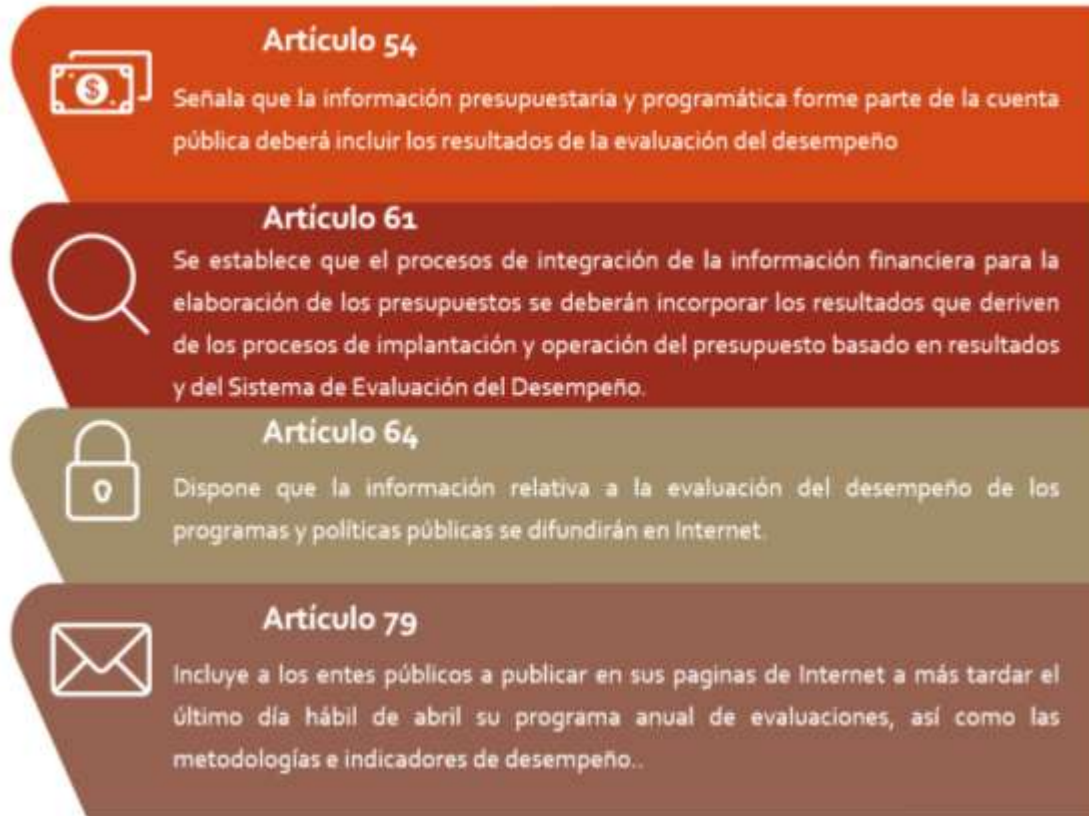 Artículo 54
Señala que la información presupuestaria y programática forme parte de la cuenta
pública deberá incluir los resultados de la evaluación del desempeño
Artículo 61
Se establece que el procesos de integración de la información financiera para la
elaboración de los presupuestos se deberán incorporar los resultados que deriven
de los procesos de implantación y operación del presupuesto basado en resultados
y del Sistema de Evaluación del Desempeño.
Artículo 64
Dispone que la información relativa a la evaluación del desempeño de los
programas y políticas públicas se difundirán en Internet.
Artículo 79
Incluye a los entes públicos a publicar en sus paginas de Internet a más tardar el
último día hábil de abril su programa anual de evaluaciones, así como las
metodologías e indicadores de desempeño..